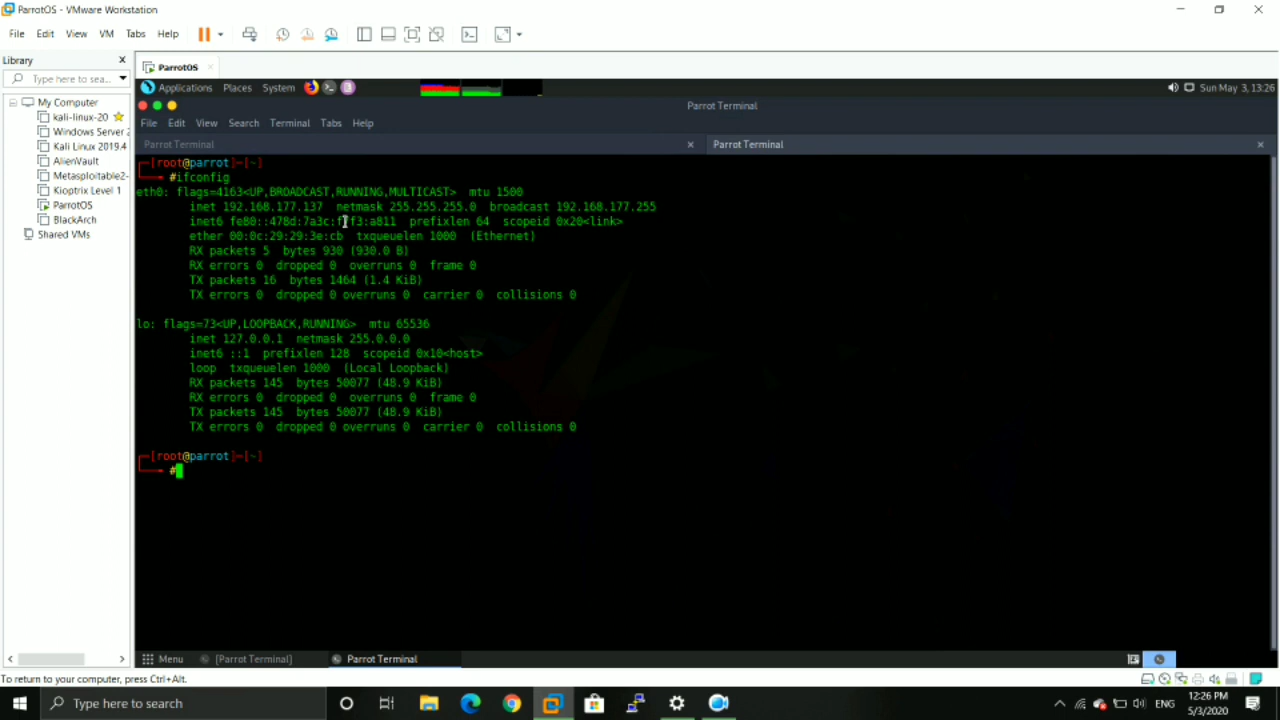 ParrotOS - VMware Workstation
File Edit View VM Tabs Help
Library
Type here to sea...
ParrotOS
My Computer
kali-linux-20
Windows Server 2
Kali Linux 2019.4
AlienVault
Metasploitable2-
Kioptrix Level 1
ParrotOS
BlackArch
Shared VMs
Applications Places System
Sun May 3, 13:26
Parrot Terminal
File Edit View Search Terminal Tabs Help
Parrot Terminal
Parrot Terminal
┌─[root@parrot]─[~]
└──╼ #ifconfig
eth0: flags=4163<UP,BROADCAST,RUNNING,MULTICAST> mtu 1500
inet 192.168.177.137 netmask 255.255.255.0 broadcast 192.168.177.255
inet6 prefixlen 64 scopeid 0x20<link>
ether 00:0c:29:29:3e:cb txqueuelen 1000 (Ethernet)
RX packets 5 bytes 930 (930.0 B)
RX errors 0 dropped 0 overruns 0 frame 0
TX packets 16 bytes 1464 (1.4 KiB)
TX errors 0 dropped 0 overruns 0 carrier 0 collisions 0
lo: flags=73<UP,LOOPBACK,RUNNING> mtu 65536
inet 127.0.0.1 netmask 255.0.0.0
inet6 ::1 prefixlen 128 scopeid 0x10<host>
loop txqueuelen 1000 (Local Loopback)
RX packets 145 bytes 50077 (48.9 KiB)
RX errors 0 dropped 0 overruns 0 frame 0
TX packets 145 bytes 50077 (48.9 KiB)
TX errors 0 dropped 0 overruns 0 carrier 0 collisions 0
┌─[root@parrot]─[~]
└──╼ #
Menu [Parrot Terminal] Parrot Terminal
To return to your computer, press Ctrl+Alt.
Type here to search
ENG
12:26 PM
5/3/2020